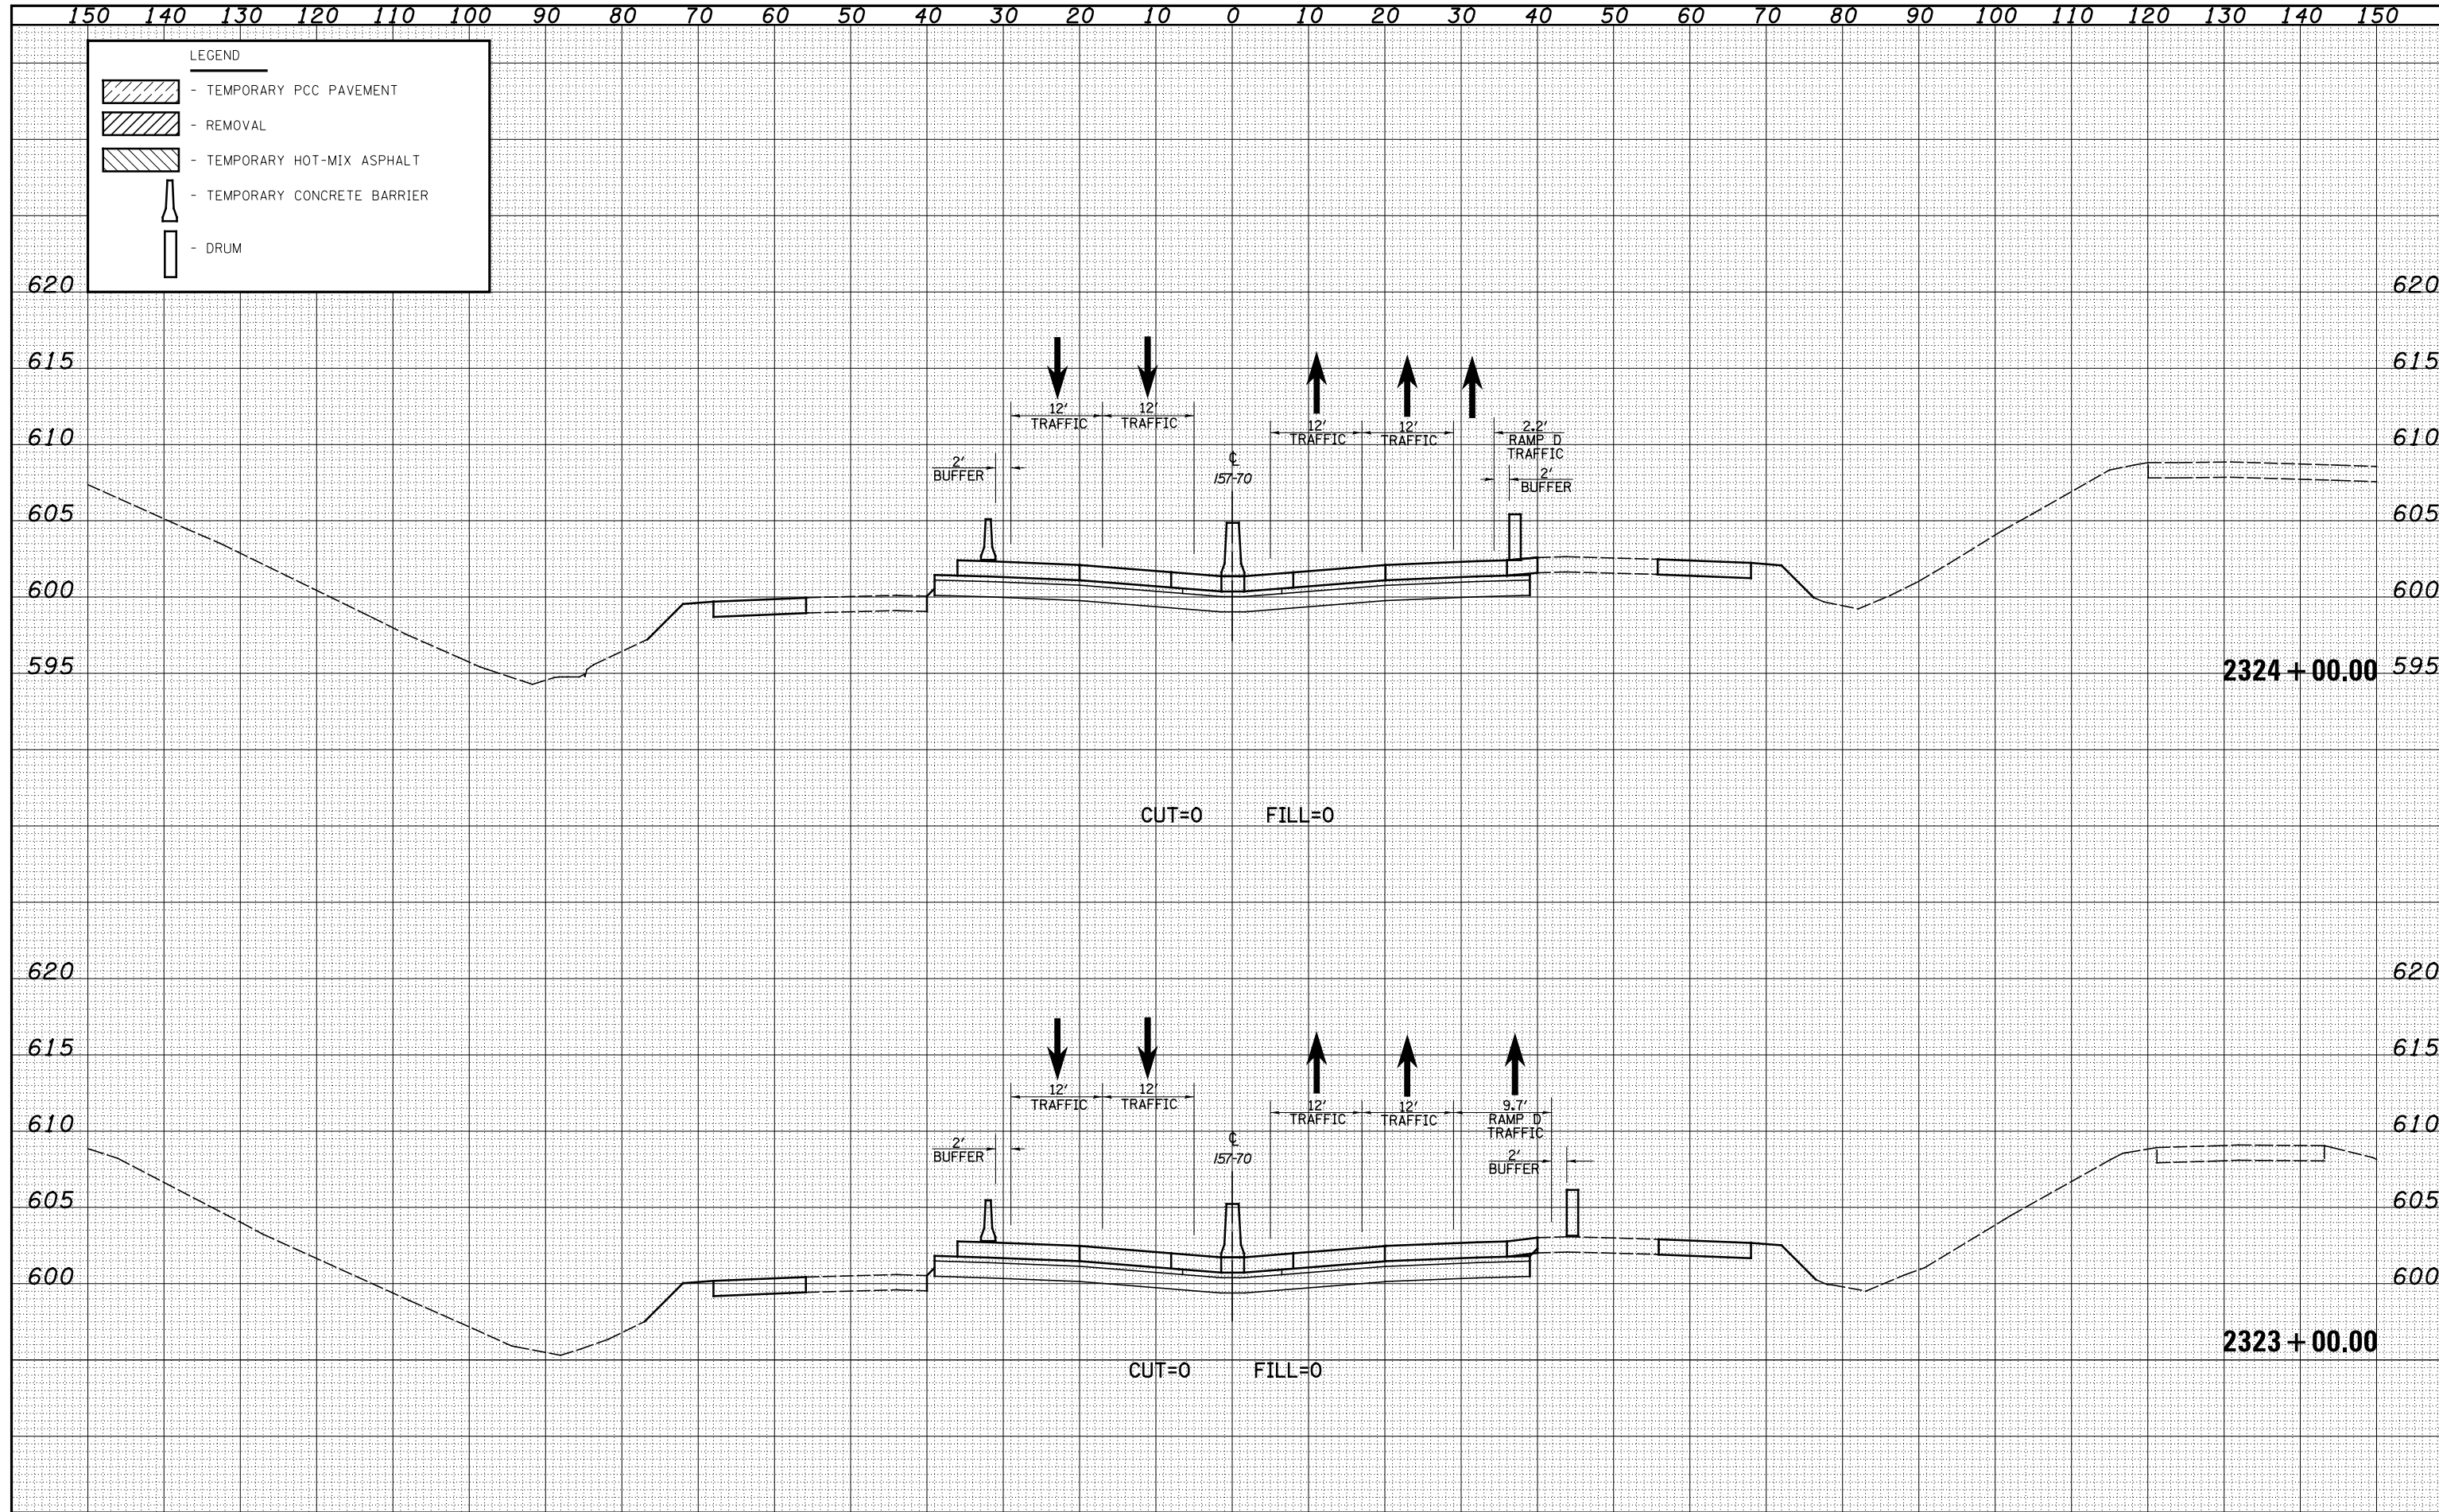 150 140 130 120 110 100 90 80 70 60 50 40 30 20 10 0 10 20 30 40 50 60 70 80 90 100 110 120 130 140 150
LEGEND
- TEMPORARY PCC PAVEMENT
- REMOVAL
- TEMPORARY HOT-MIX ASPHALT
- TEMPORARY CONCRETE BARRIER
- DRUM
620 620
615 615
12' 12'
TRAFFIC TRAFFIC
12' 12' 2.2'
TRAFFIC TRAFFIC RAMP D
TRAFFIC
610 610
2' ℄
BUFFER I57-70
2'
BUFFER
605 605
600 600
595 2324+00.00 595
CUT=0 FILL=0
620 620
615 615
12' 12'
TRAFFIC TRAFFIC
12' 12' 9.7'
TRAFFIC TRAFFIC RAMP D
TRAFFIC
610 610
2' ℄
BUFFER I57-70
2'
BUFFER
605 605
600 600
2323+00.00
CUT=0 FILL=0